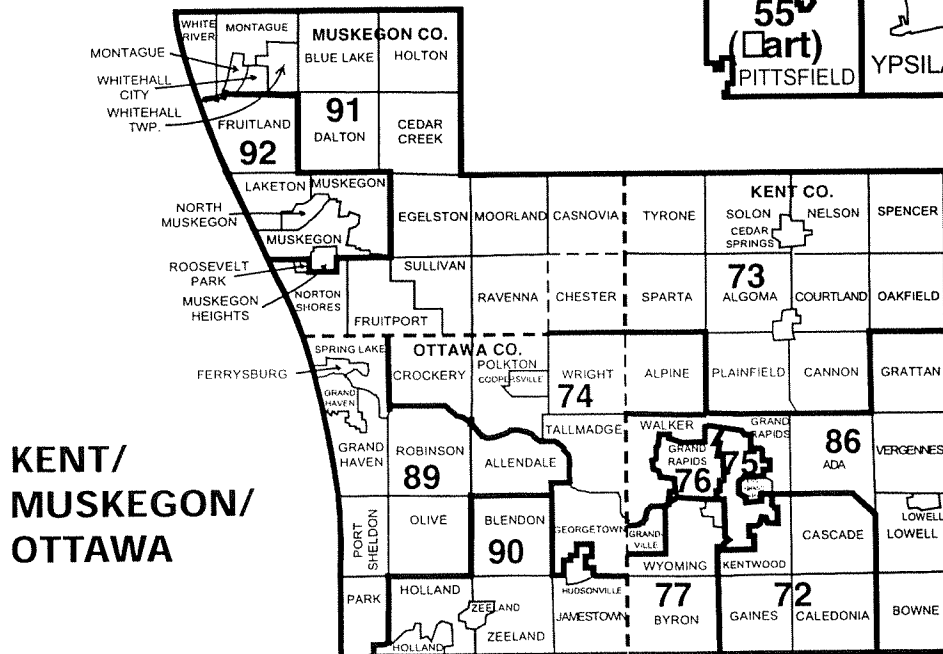 55
(□art)
PITTSFIELD
WHITE
RIVER
MONTAGUE
MUSKEGON CO.
BLUE LAKE
HOLTON
MONTAGUE
WHITEHALL
CITY
WHITEHALL
TWP.
FRUITLAND
92
91
DALTON
CEDAR
CREEK
LAKETON
MUSKEGON
NORTH
MUSKEGON
MUSKEGON
EGELSTON
MOORLAND
CASNOVIA
TYRONE
KENT CO.
SOLON
NELSON
SPENCER
CEDAR
SPRINGS
ROOSEVELT
PARK
MUSKEGON
HEIGHTS
NORTON
SHORES
SULLIVAN
FRUITPORT
RAVENNA
CHESTER
SPARTA
73
ALGOMA
COURTLAND
OAKFIELD
SPRING LAKE
OTTAWA CO.
FERRYSBURG
CROCKERY
POLKTON
COOPERSVILLE
WRIGHT
74
ALPINE
PLAINFIELD
CANNON
GRATTAN
GRAND
HAVEN
GRAND
HAVEN
ROBINSON
89
ALLENDALE
TALLMADGE
WALKER
GRAND
RAPIDS
76
75
GRAND
RAPIDS
86
ADA
VERGENNES
KENT/
MUSKEGON/
OTTAWA
PORT
SHELDON
OLIVE
BLENDON
90
GEORGETOWN
GRAND-
VILLE
WYOMING
KENTWOOD
CASCADE
LOWELL
LOWELL
PARK
HOLLAND
HOLLAND
ZEELAND
ZEELAND
HUDSONVILLE
JAMESTOWN
77
BYRON
72
GAINES
CALEDONIA
BOWNE